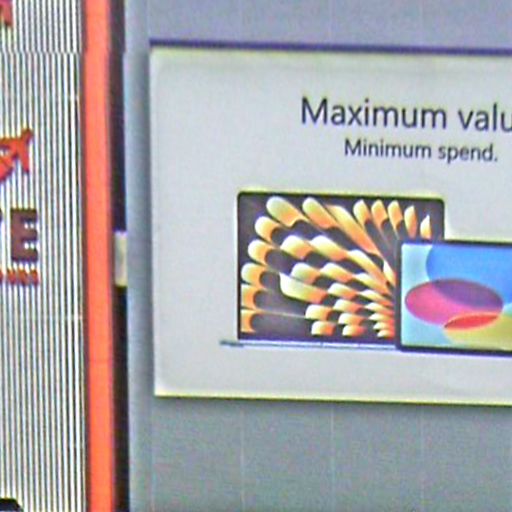 Maximum valu
Minimum spend.
E